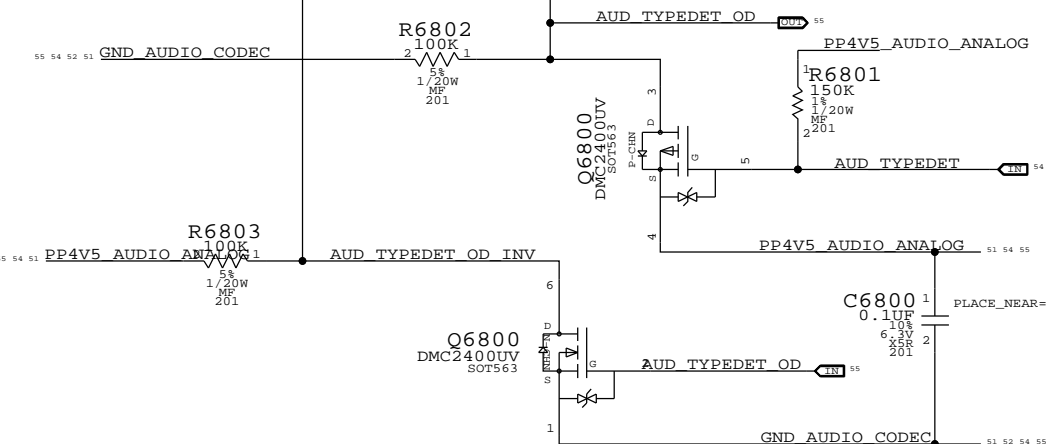 AUD_TYPEDET_OD OUT 55
R6802
100K
55 54 52 51 GND_AUDIO_CODEC 2 1
5%
1/20W
MF
201
PP4V5_AUDIO_ANALOG
1
R6801
150K
1%
1/20W
MF
201
2
3
D
Q6800
DMC2400UV
SOT563
P-CHN
G
S
5
AUD_TYPEDET IN 54
4
PP4V5_AUDIO_ANALOG 51 54 55
R6803
100K
55 54 51 PP4V5_AUDIO_ANALOG 2 1
5%
1/20W
MF
201
AUD_TYPEDET_OD_INV
6
D
Q6800
DMC2400UV
SOT563
G
S
2
AUD_TYPEDET_OD IN 55
1
C6800
0.1UF
10%
6.3V
X5R
201
1
2
PLACE_NEAR=
GND_AUDIO_CODEC 51 52 54 55